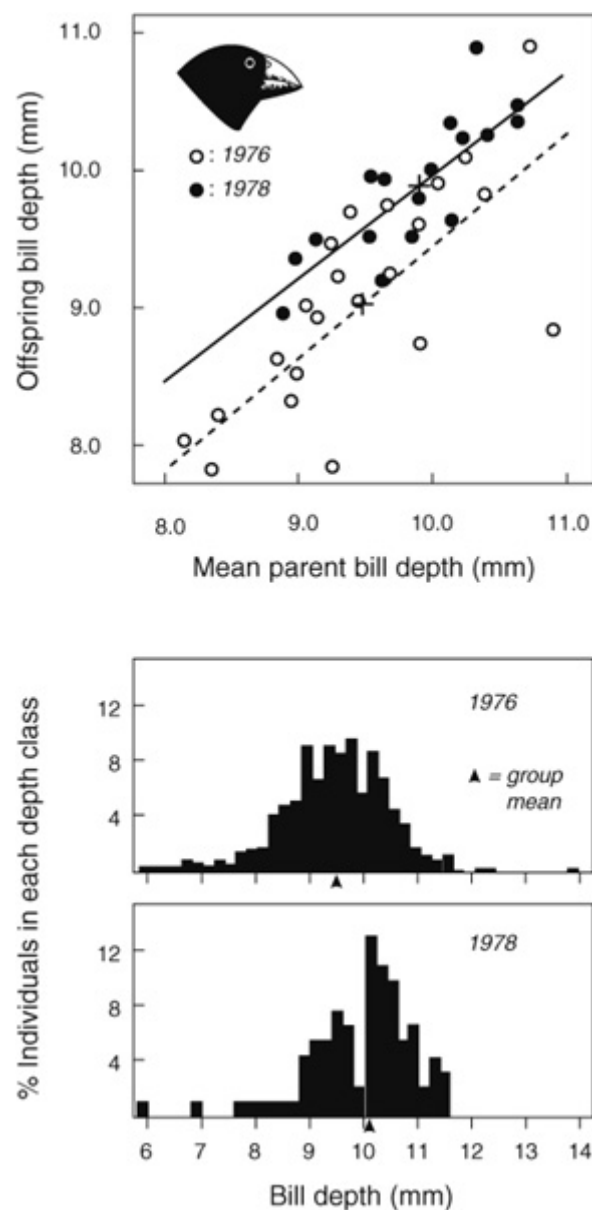 Offspring bill depth (mm)
11.0
10.0
9.0
8.0
: 1976
: 1978
8.0 9.0 10.0 11.0
Mean parent bill depth (mm)
% Individuals in each depth class
12
8
4
1976
= group
mean
12
8
4
1978
6 7 8 9 10 11 12 13 14
Bill depth (mm)